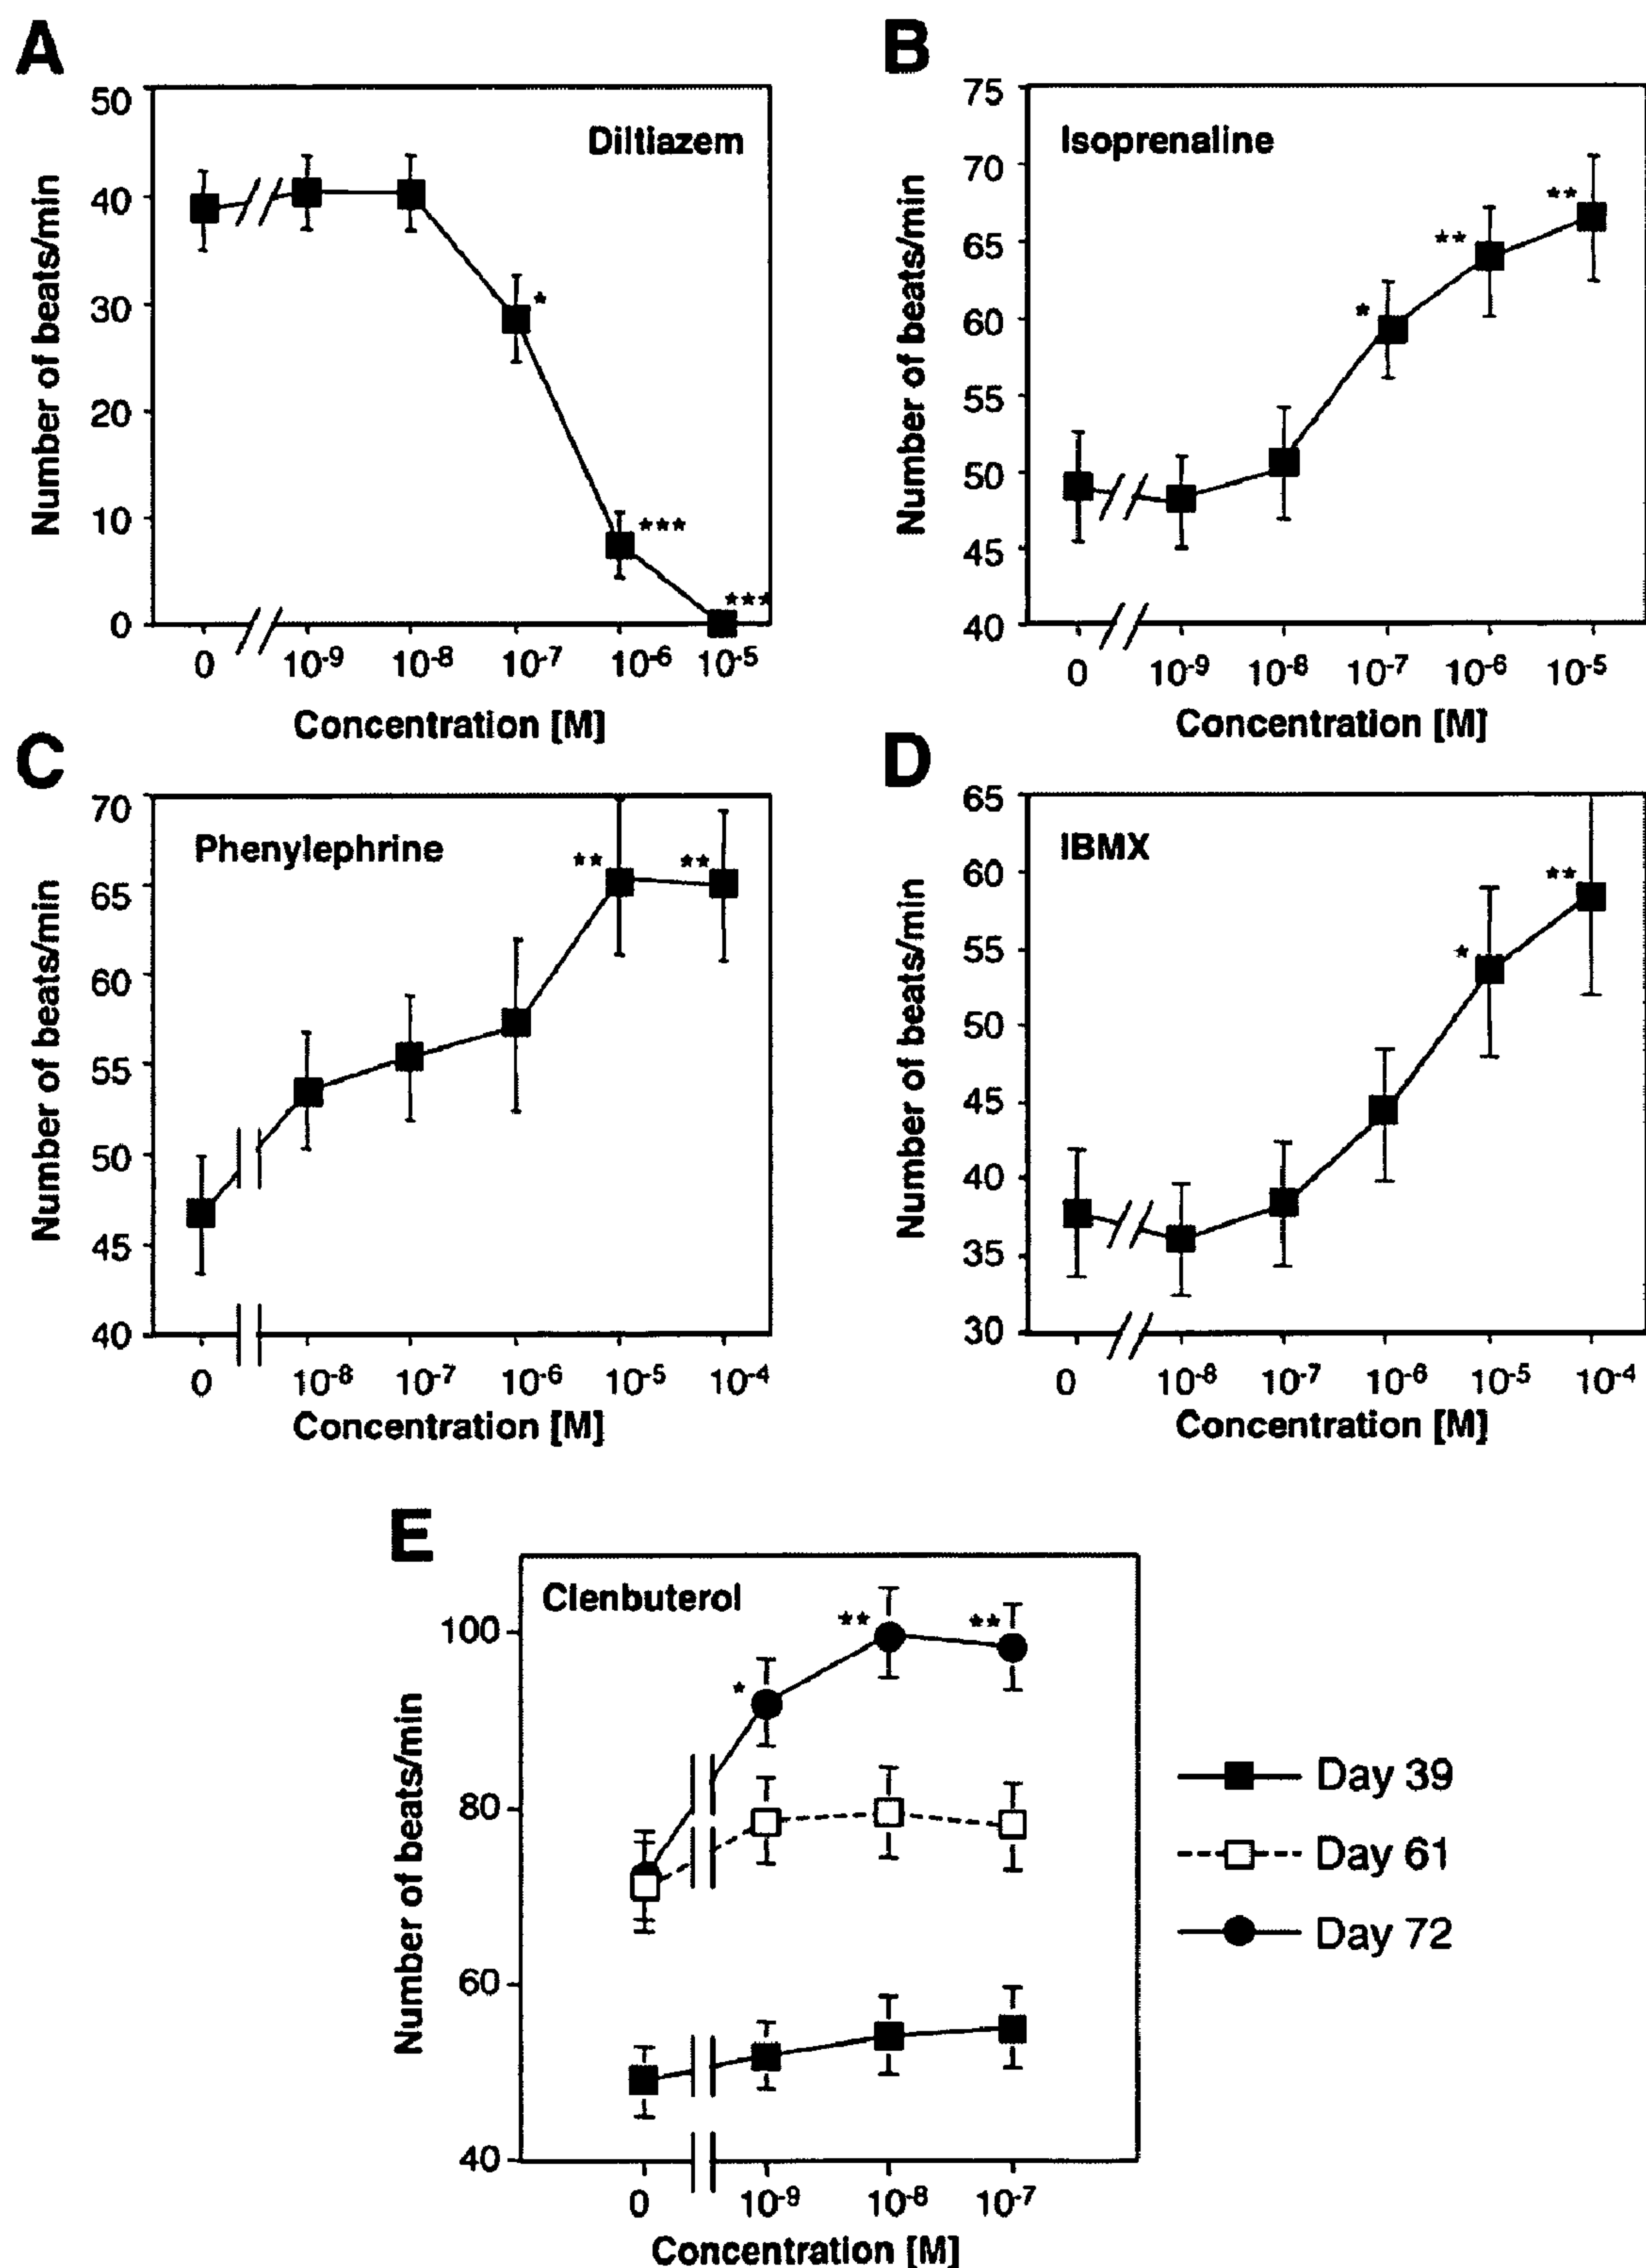 A
Diltiazem
50
40
30
20
10
0
Number of beats/min
*
***
***
0 10-9 10-8 10-7 10-6 10-5
Concentration [M]
B
Isoprenaline
75
70
65
60
55
50
45
40
Number of beats/min
*
**
**
0 10-9 10-8 10-7 10-6 10-5
Concentration [M]
C
Phenylephrine
70
65
60
55
50
45
40
Number of beats/min
**
**
0 10-8 10-7 10-6 10-5 10-4
Concentration [M]
D
IBMX
65
60
55
50
45
40
35
30
Number of beats/min
*
**
0 10-8 10-7 10-6 10-5 10-4
Concentration [M]
E
Clenbuterol
100
80
60
40
Number of beats/min
*
**
**
0 10-9 10-8 10-7
Concentration [M]
Day 39
Day 61
Day 72